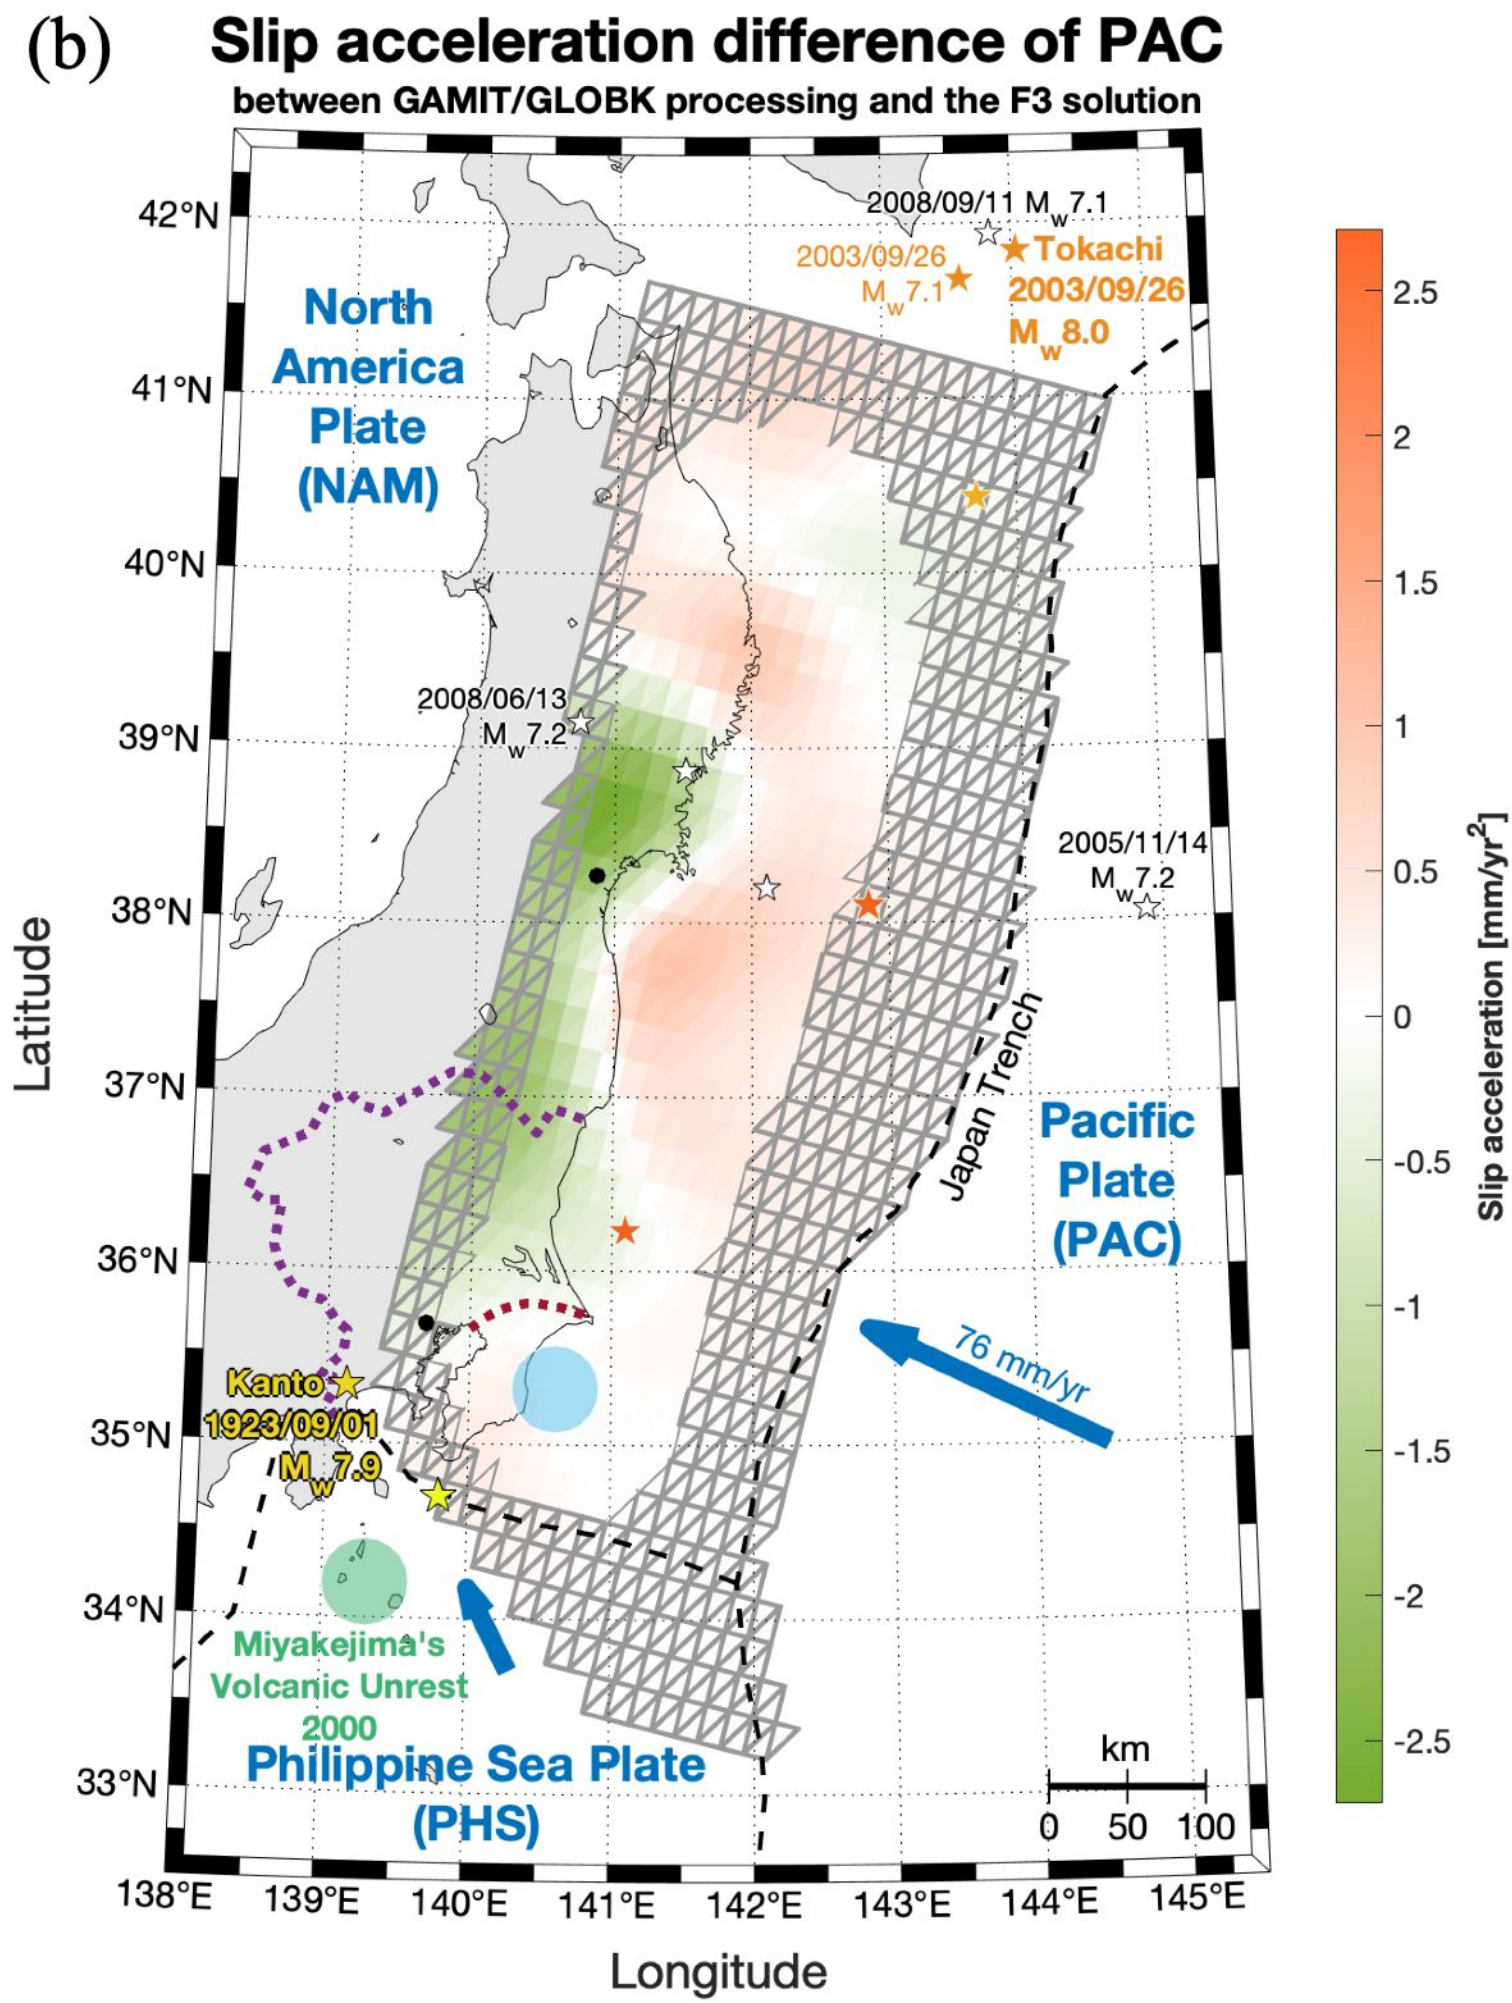 (b)
Slip acceleration difference of PAC
between GAMIT/GLOBK processing and the F3 solution
42°N
41°N
40°N
39°N
38°N
37°N
36°N
35°N
34°N
33°N
Latitude
138°E
139°E
140°E
141°E
142°E
143°E
144°E
145°E
Longitude
North
America
Plate
(NAM)
2008/09/11 Mw7.1
2003/09/26
Mw7.1
Tokachi
2003/09/26
Mw8.0
2008/06/13
Mw7.2
2005/11/14
Mw7.2
Japan Trench
Pacific
Plate
(PAC)
76 mm/yr
Kanto
1923/09/01
Mw7.9
Miyakejima's
Volcanic Unrest
2000
Philippine Sea Plate
(PHS)
km
0 50 100
2.5
2
1.5
1
0.5
0
-0.5
-1
-1.5
-2
-2.5
Slip acceleration [mm/yr²]